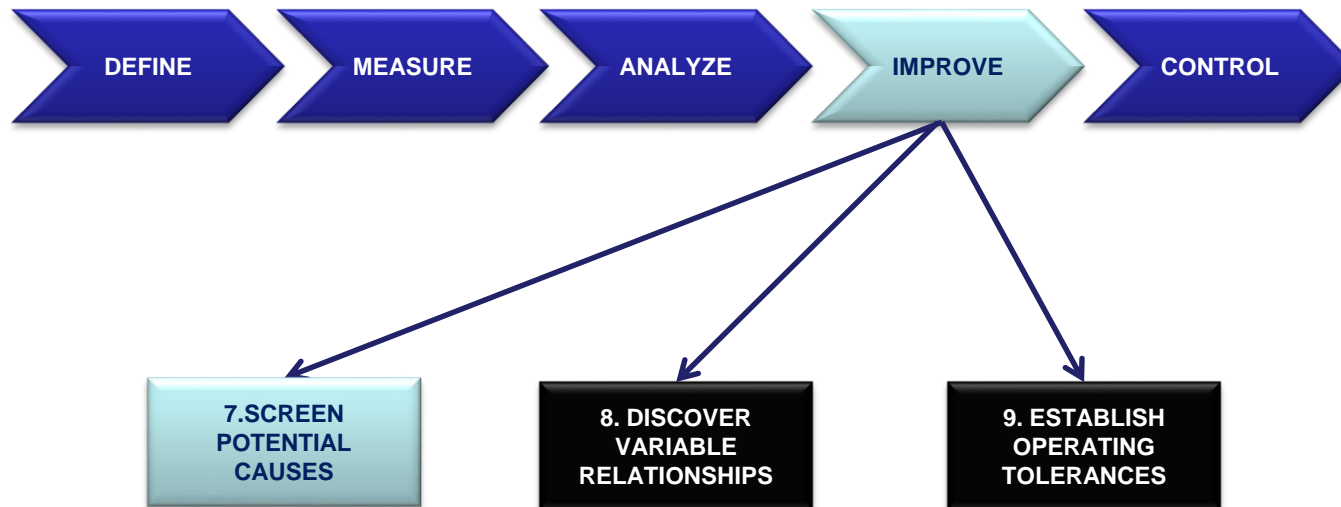 DEFINE
MEASURE
ANALYZE
IMPROVE
CONTROL
7.SCREEN
POTENTIAL
CAUSES
8. DISCOVER
VARIABLE
RELATIONSHIPS
9. ESTABLISH
OPERATING
TOLERANCES